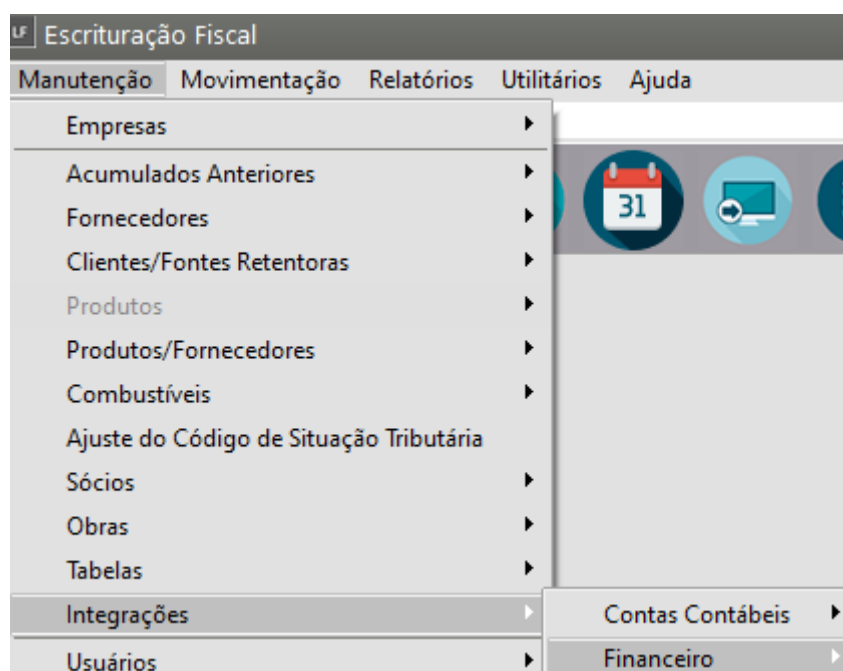 LF Escrituração Fiscal
Manutenção Movimentação Relatórios Utilitários Ajuda
Empresas
Acumulados Anteriores
Fornecedores
Clientes/Fontes Retentoras
Produtos
Produtos/Fornecedores
Combustíveis
Ajuste do Código de Situação Tributária
Sócios
Obras
Tabelas
Integrações
Usuários
31
Contas Contábeis
Financeiro